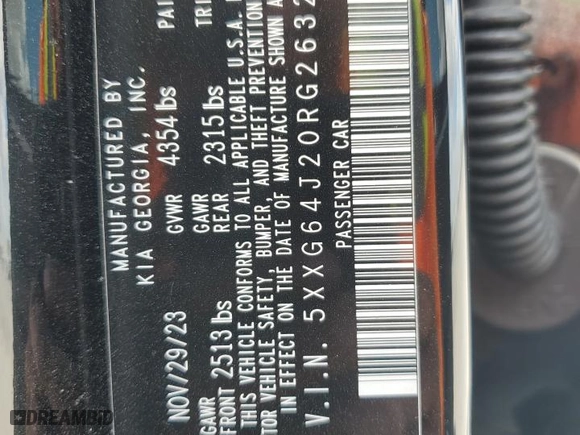 MANUFACTURED BY
KIA GEORGIA, INC.
NOV/29/23 GVWR 4354 lbs
GAWR FRONT 2513 lbs GAWR REAR 2315 lbs
THIS VEHICLE CONFORMS TO ALL APPLICABLE U.S.A.
TOR VEHICLE SAFETY, BUMPER, AND THEFT PREVENTION
IN EFFECT ON THE DATE OF MANUFACTURE SHOWN A
V.I.N. 5XXG64J20RG2632
PASSENGER CAR
DREAMBID